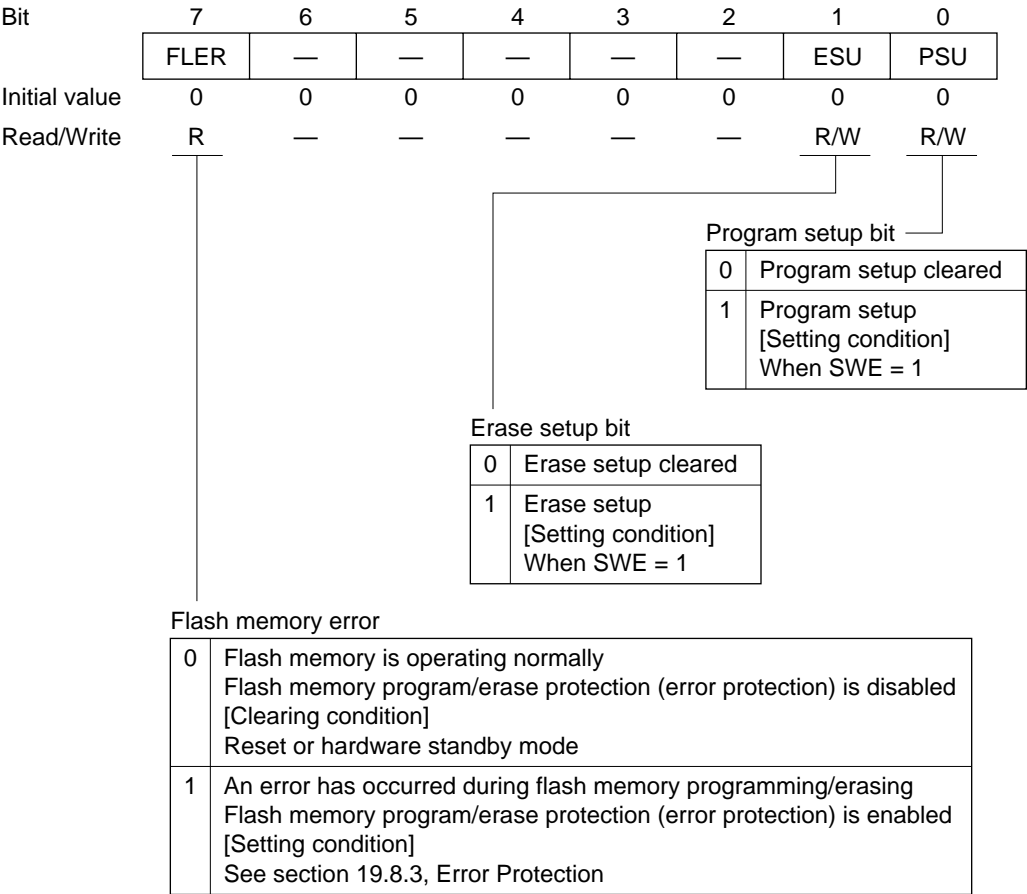 Bit 7 6 5 4 3 2 1 0
FLER — — — — — ESU PSU
Initial value 0 0 0 0 0 0 0 0
Read/Write R — — — — — R/W R/W
Program setup bit
0 Program setup cleared
1 Program setup
[Setting condition]
When SWE = 1
Erase setup bit
0 Erase setup cleared
1 Erase setup
[Setting condition]
When SWE = 1
Flash memory error
0 Flash memory is operating normally
Flash memory program/erase protection (error protection) is disabled
[Clearing condition]
Reset or hardware standby mode
1 An error has occurred during flash memory programming/erasing
Flash memory program/erase protection (error protection) is enabled
[Setting condition]
See section 19.8.3, Error Protection